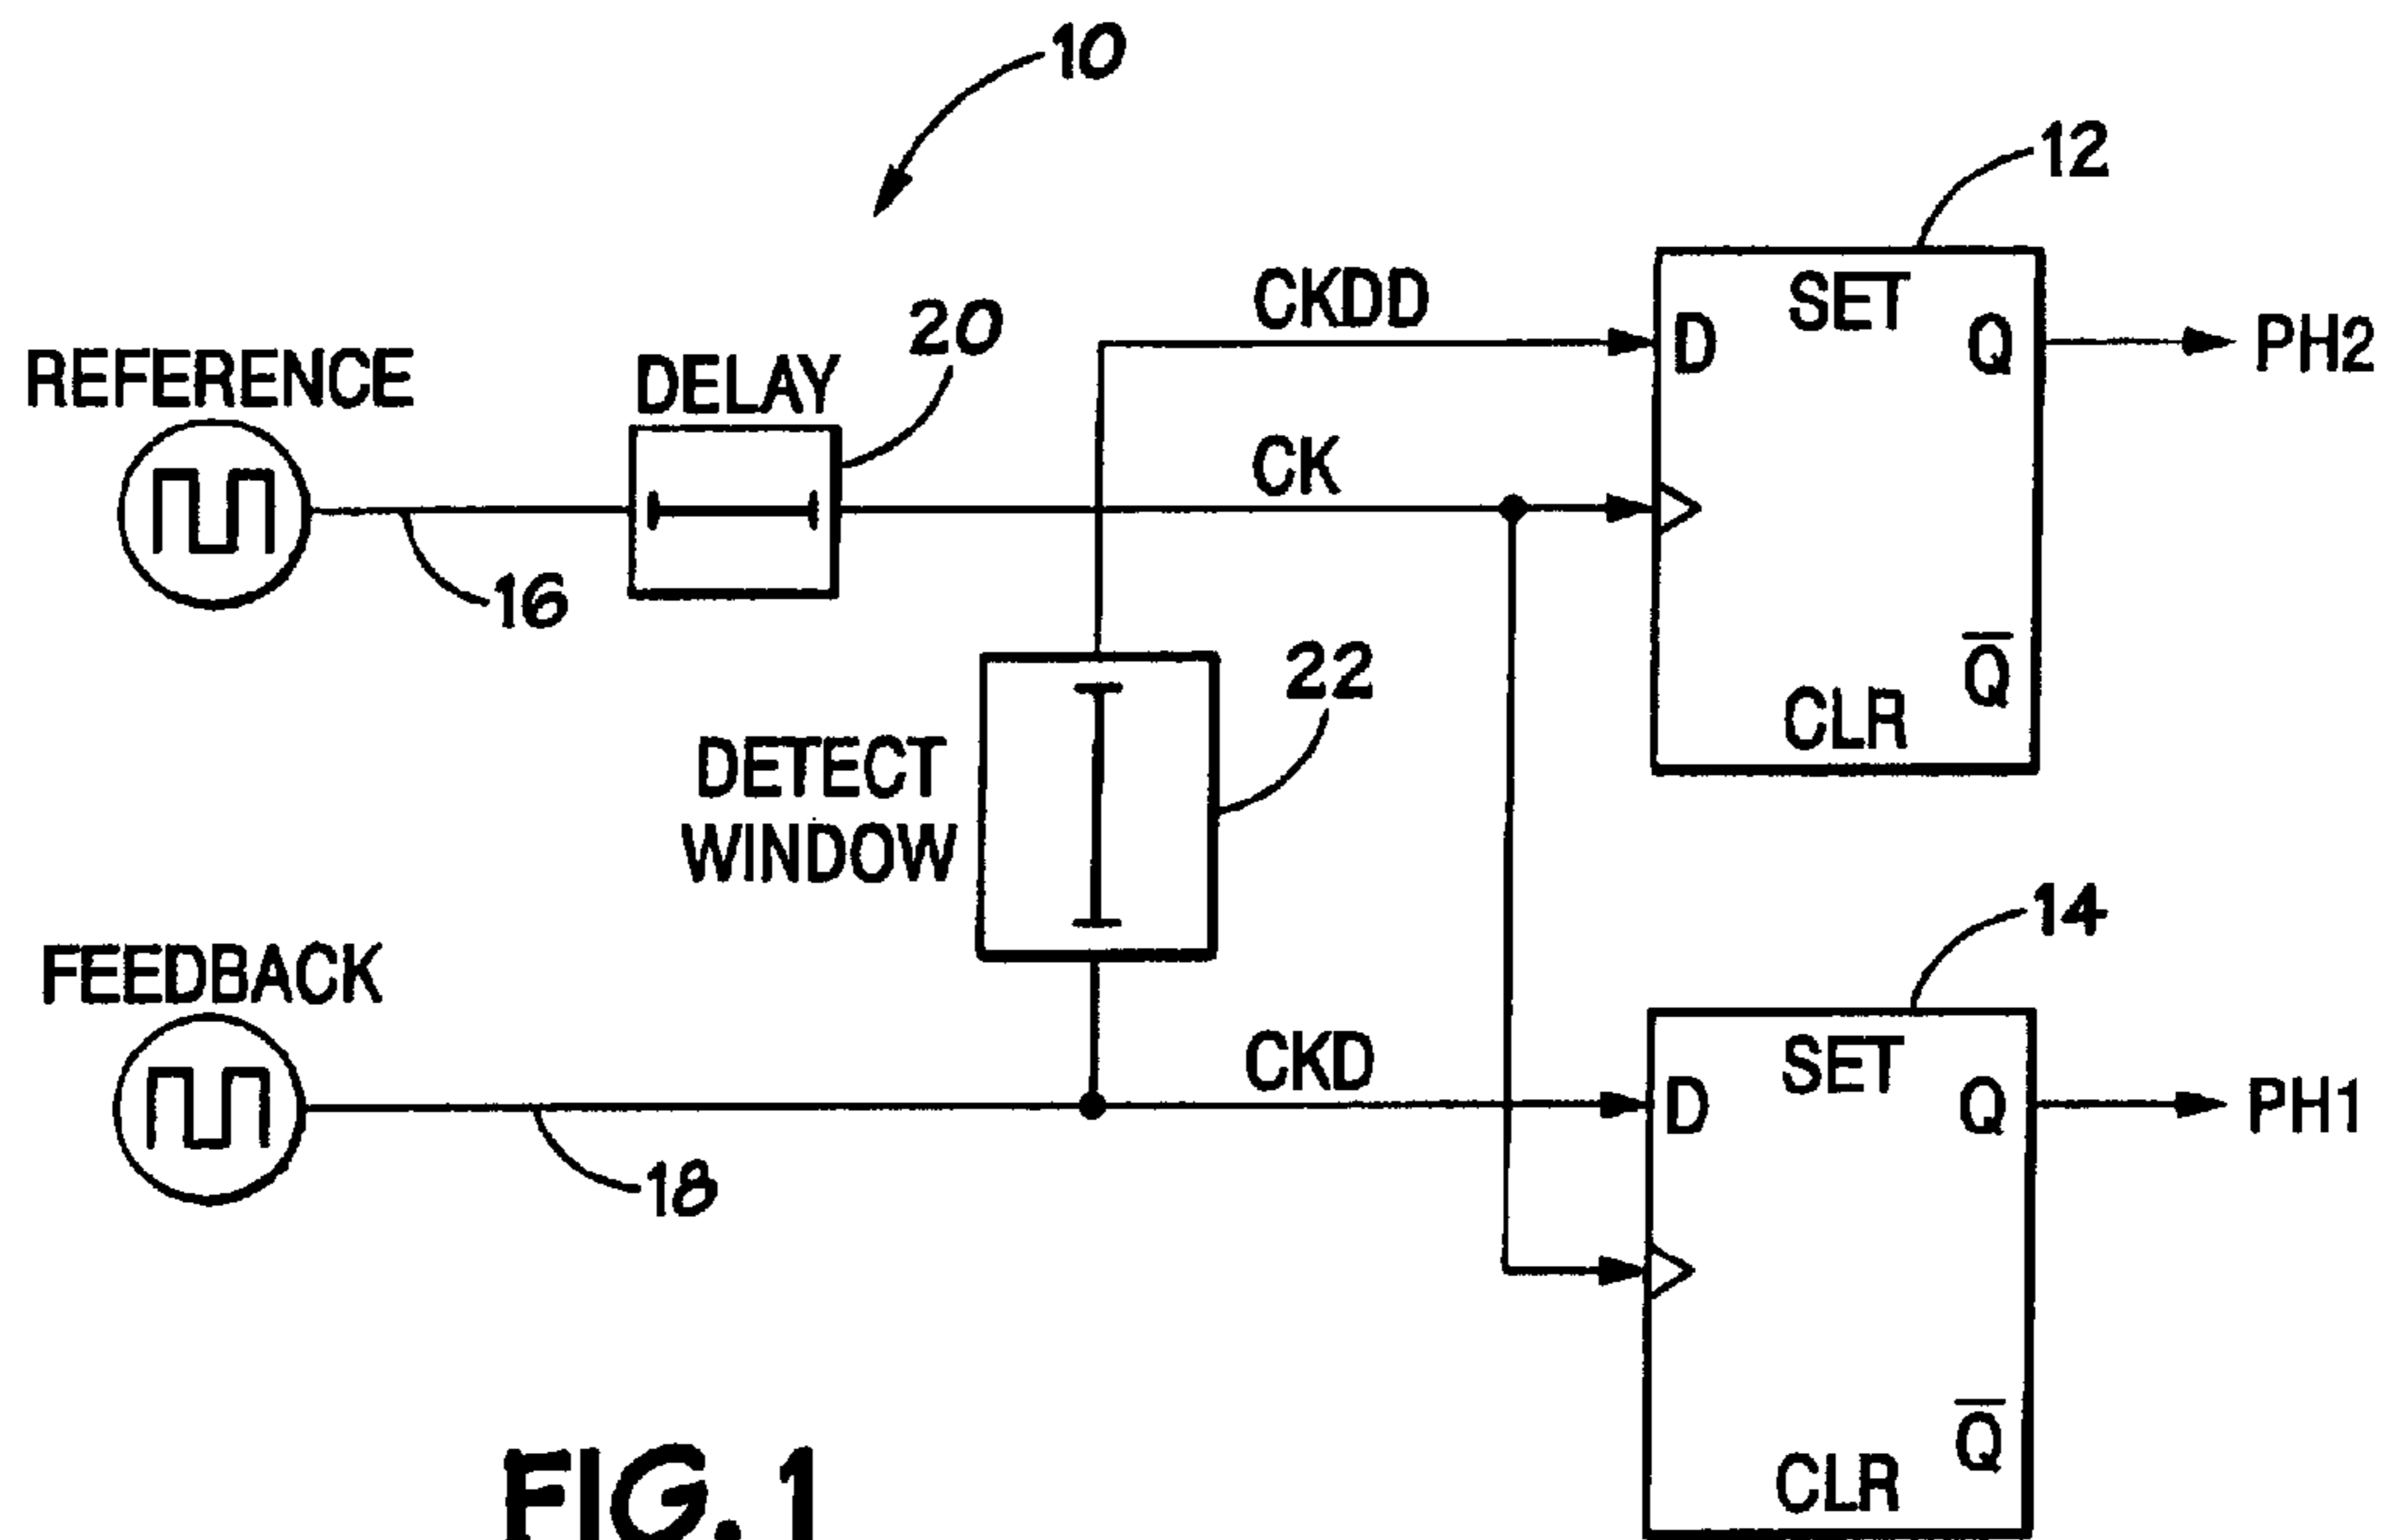 10
12
CKDD
SET
20
D
Q
PH2
REFERENCE
DELAY
CK
16
22
Q
CLR
DETECT
WINDOW
14
FEEDBACK
CKD
SET
D
Q
PH1
18
Q
CLR
FIG. 1